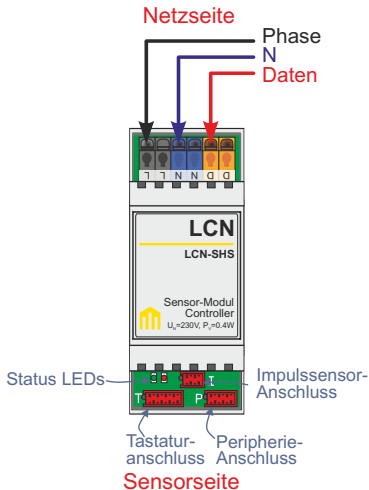 Netzseite
Phase
N
Daten
L L N N D D
LCN
LCN-SHS
Sensor-Modul
Controller
Uₙ=230V, Pᵥ=0.4W
Status LEDs
I
Impulssensor-
Anschluss
T
P
Tastatur-
anschluss
Peripherie-
Anschluss
Sensorseite